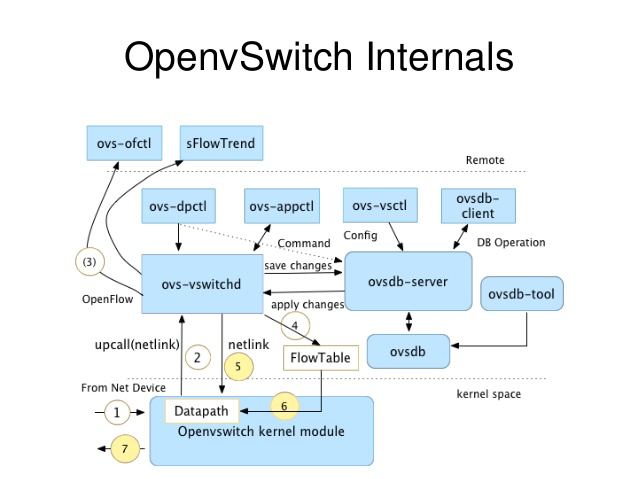 OpenvSwitch Internals
ovs-ofctl
sFlowTrend
Remote
ovs-dpctl
ovs-appctl
ovs-vsctl
ovsdb-
client
Command
Config
DB Operation
(3)
save changes
ovs-vswitchd
ovsdb-server
ovsdb-tool
OpenFlow
apply changes
4
upcall(netlink)
2
netlink
5
FlowTable
ovsdb
From Net Device
kernel space
1
Datapath
6
Openvswitch kernel module
7